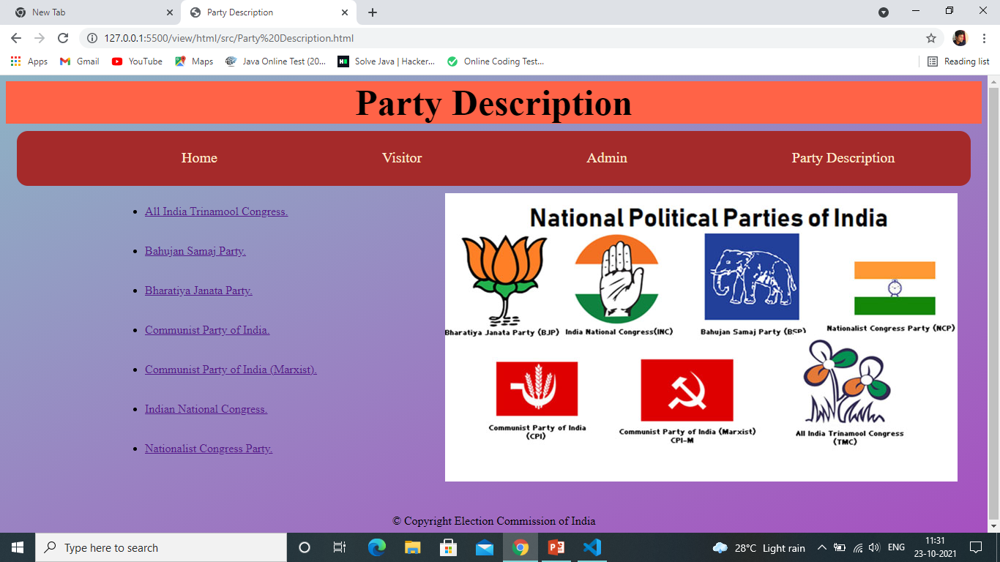 New Tab
Party Description
127.0.0.1:5500/view/html/src/Party%20Description.html
Apps
Gmail
YouTube
Maps
Java Online Test (20...
Solve Java | Hacker...
Online Coding Test...
Reading list
Party Description
Home
Visitor
Admin
Party Description
All India Trinamool Congress.
Bahujan Samaj Party.
Bharatiya Janata Party.
Communist Party of India.
Communist Party of India (Marxist).
Indian National Congress.
Nationalist Congress Party.
National Political Parties of India
Bharatiya Janata Party (BJP)
India National Congress(INC)
Bahujan Samaj Party (BSP)
Nationalist Congress Party (NCP)
Communist Party of India
(CPI)
Communist Party of India (Marxist)
CPI-M
All India Trinamool Congress
(TMC)
© Copyright Election Commission of India
Type here to search
28°C Light rain
ENG
11:31
23-10-2021